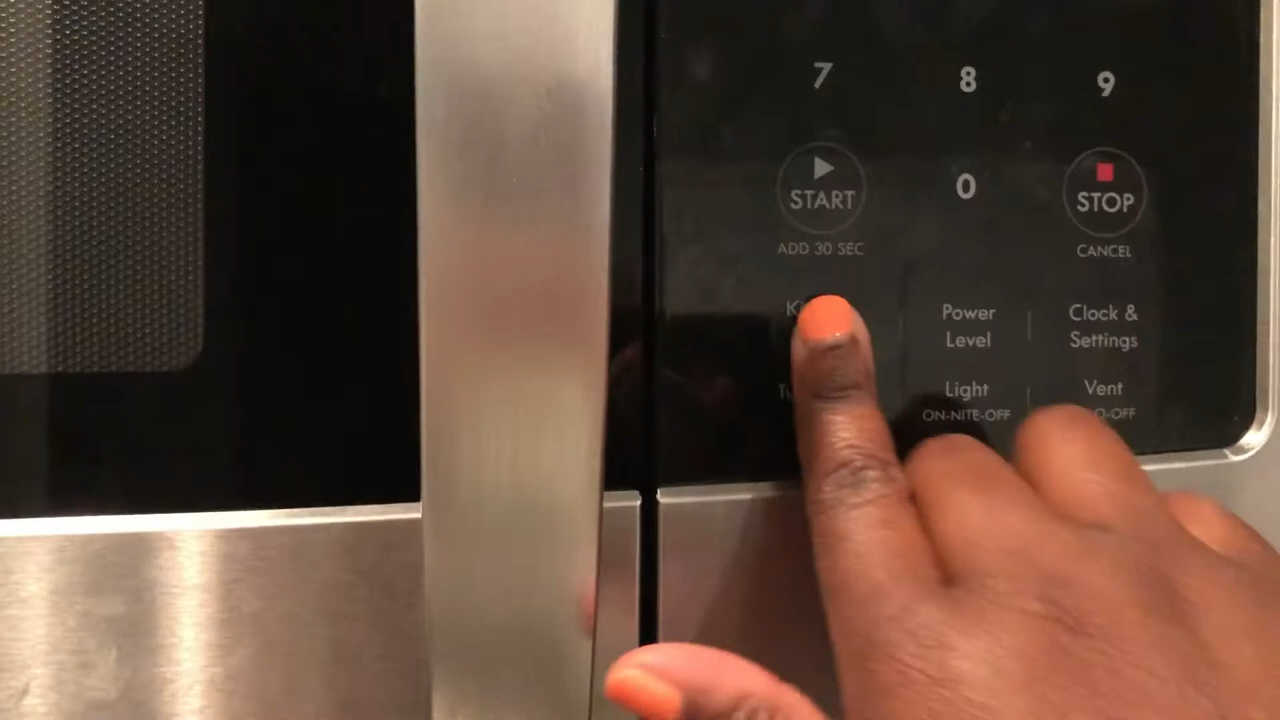 7 8 9
START 0 STOP
ADD 30 SEC CANCEL
Power Clock &
Level Settings
Light Vent
ON-NITE-OFF